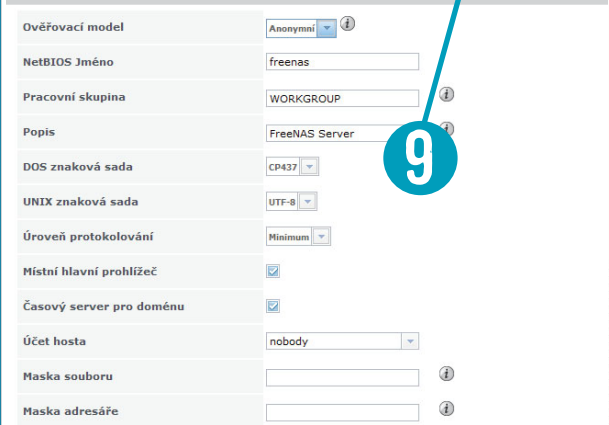 Ověřovací model Anonymní
NetBIOS Jméno freenas
Pracovní skupina WORKGROUP
Popis FreeNAS Server
9
DOS znaková sada CP437
UNIX znaková sada UTF-8
Úroveň protokolování Minimum
Místní hlavní prohlížeč
Časový server pro doménu
Účet hosta nobody
Maska souboru
Maska adresáře